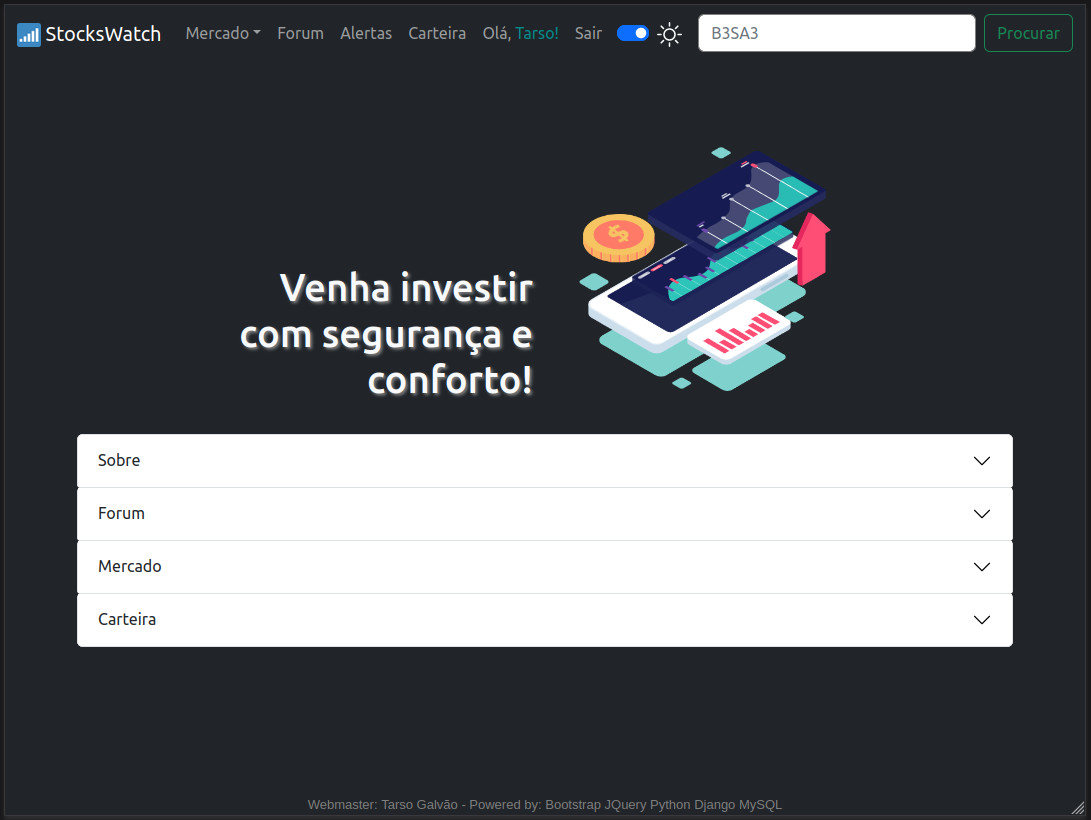 StocksWatch Mercado Forum Alertas Carteira Olá, Tarso! Sair B3SA3 Procurar
Venha investir
com segurança e
conforto!
Sobre
Forum
Mercado
Carteira
Webmaster: Tarso Galvão - Powered by: Bootstrap JQuery Python Django MySQL